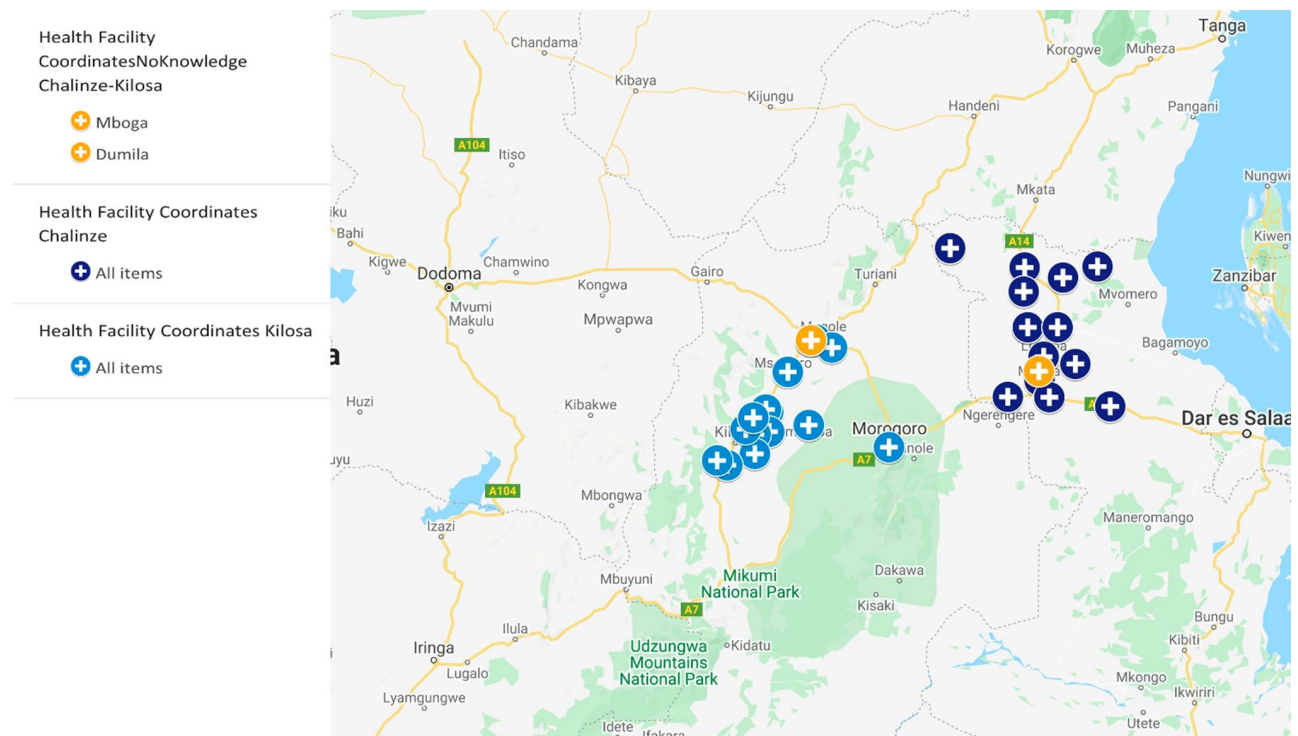 Health Facility
CoordinatesNoKnowledge
Chalinze-Kilosa
Mboga
Dumila
Health Facility Coordinates
Chalinze
All items
Health Facility Coordinates Kilosa
All items
Tanga
Chandama
Korogwe
Muheza
Kibaya
Kijungu
Handeni
Pangani
A104
Itiso
Nungwi
Mkata
iku
Bahi
A14
Kiwen
Kigwe
Dodoma
Chamwino
Gairo
Turiani
Zanzibar
Kongwa
Mvomero
Mvumi
Makulu
Mpwapwa
Bagamoyo
a
Huzi
Kibakwe
Ngerengere
A
Dar es Salaa
Morogoro
uyu
A7
nole
A104
Mbongwa
Izazi
Maneromango
Mikumi
National Park
Dakawa
Mbuyuni
Kisaki
A7
Bungu
Ilula
Iringa
Udzungwa
Mountains
National Park
Kidatu
Kibiti
Lugalo
Mkongo
Lyamgungwe
Ikwiriri
Utete
Idete
Ifakara